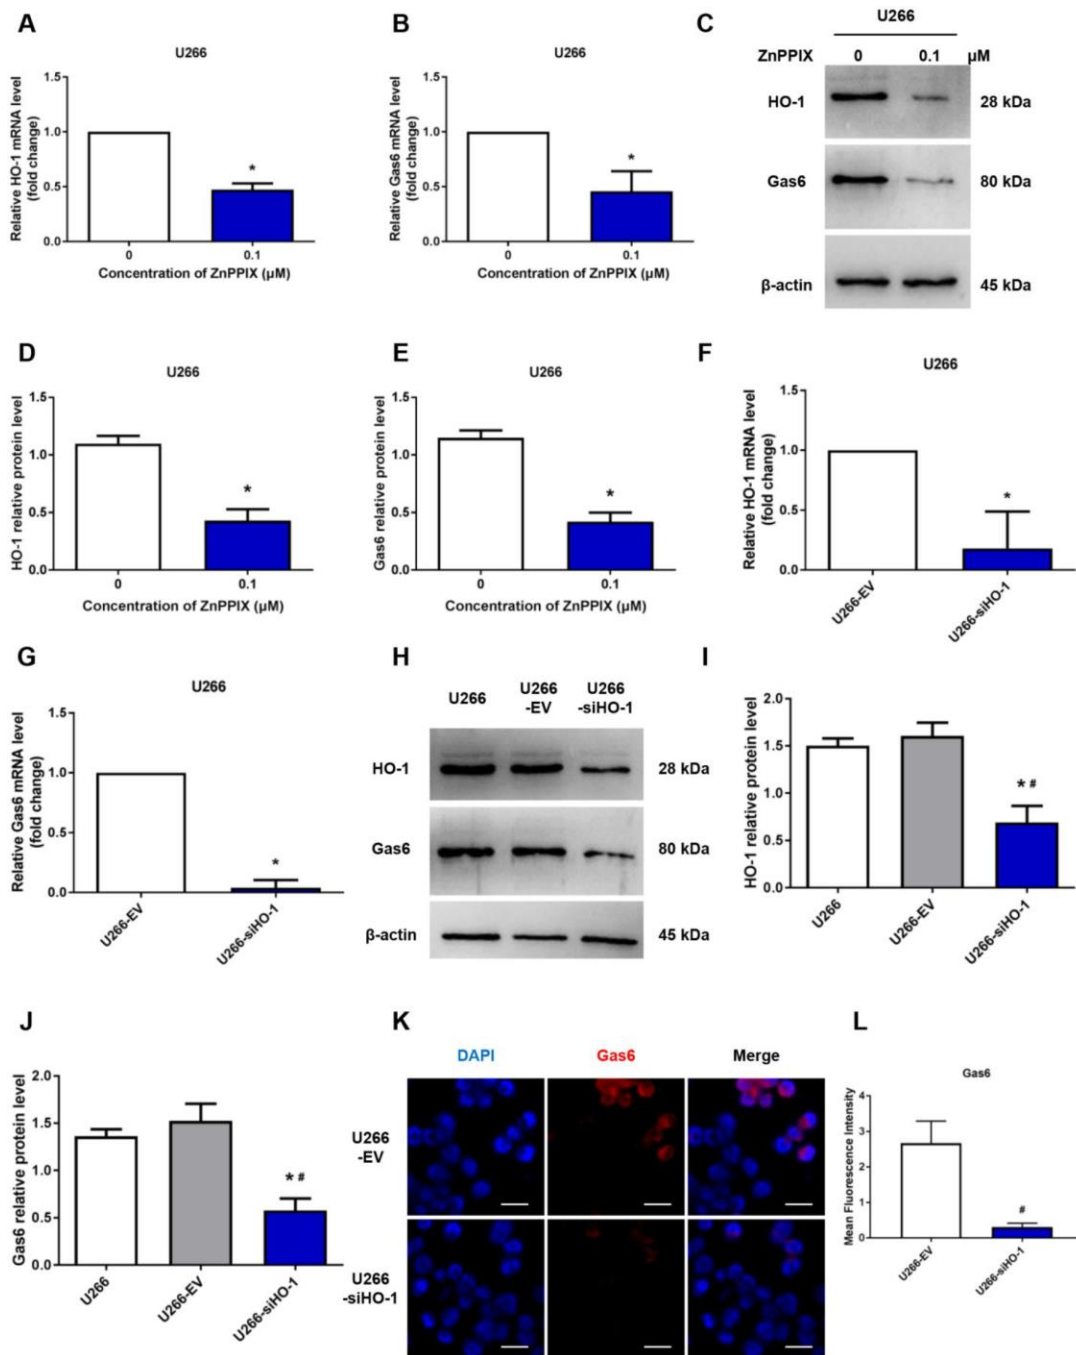 A
U266
Relative HO-1 mRNA level
(fold change)
1.5
1.0
0.5
0.0
*
0
0.1
Concentration of ZnPPIX (μM)
B
U266
Relative Gas6 mRNA level
(fold change)
1.5
1.0
0.5
0.0
*
0
0.1
Concentration of ZnPPIX (μM)
C
U266
ZnPPIX 0 0.1 μM
HO-1 28 kDa
Gas6 80 kDa
β-actin 45 kDa
D
U266
HO-1 relative protein level
1.5
1.0
0.5
0.0
*
0
0.1
Concentration of ZnPPIX (μM)
E
U266
Gas6 relative protein level
1.5
1.0
0.5
0.0
*
0
0.1
Concentration of ZnPPIX (μM)
F
U266
Relative HO-1 mRNA level
(fold change)
1.5
1.0
0.5
0.0
*
U266-EV
U266-siHO-1
G
U266
Relative Gas6 mRNA level
(fold change)
1.5
1.0
0.5
0.0
*
U266-EV
U266-siHO-1
H
U266
U266
-EV
U266
-siHO-1
HO-1 28 kDa
Gas6 80 kDa
β-actin 45 kDa
I
HO-1 relative protein level
2.0
1.5
1.0
0.5
0.0
* #
U266
U266-EV
U266-siHO-1
J
Gas6 relative protein level
2.0
1.5
1.0
0.5
0.0
* #
U266
U266-EV
U266-siHO-1
K
DAPI
Gas6
Merge
U266
-EV
U266
-siHO-1
L
Gas6
Mean Fluorescence Intensity
4
3
2
1
0
#
U266-EV
U266-siHO-1